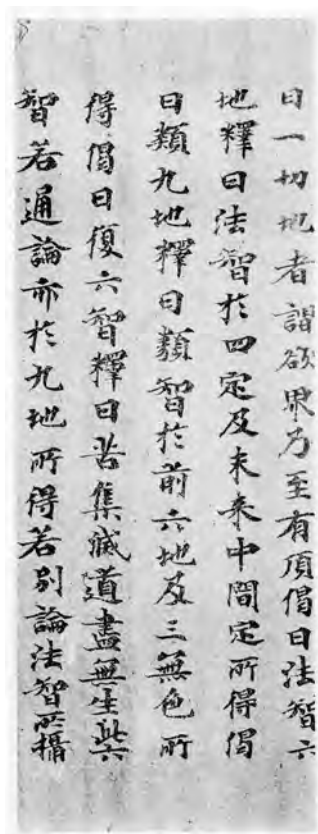 曰一切地者謂欲界乃至有頂偈曰法智六
地釋曰法智於四定及未来中間定所得偈
曰類九地釋曰類智於前六地及三無色所
得偈曰復六智釋曰苦集滅道盡無生此六
智若通論亦於九地所得若別論法智所攝